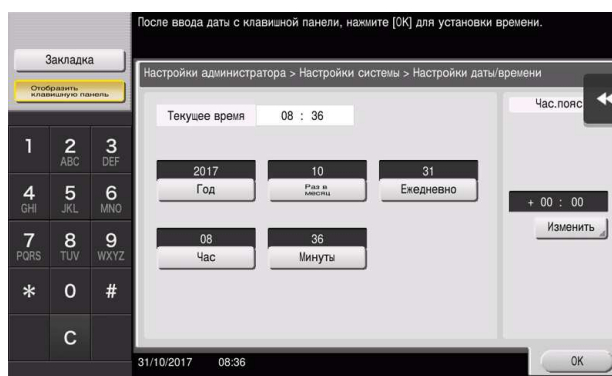 После ввода даты с клавишной панели, нажмите [OK] для установки времени.
Закладка
Отобразить
клавишную панель
Настройки администратора > Настройки системы > Настройки даты/времени
Текущее время 08 : 36
Час.пояс
2017 10 31
Год Раз в месяц Ежедневно
08 36
Час Минуты
+ 00 : 00
Изменить
1 2 ABC 3 DEF
4 GHI 5 JKL 6 MNO
7 PQRS 8 TUV 9 WXYZ
* 0 #
C
31/10/2017 08:36
OK